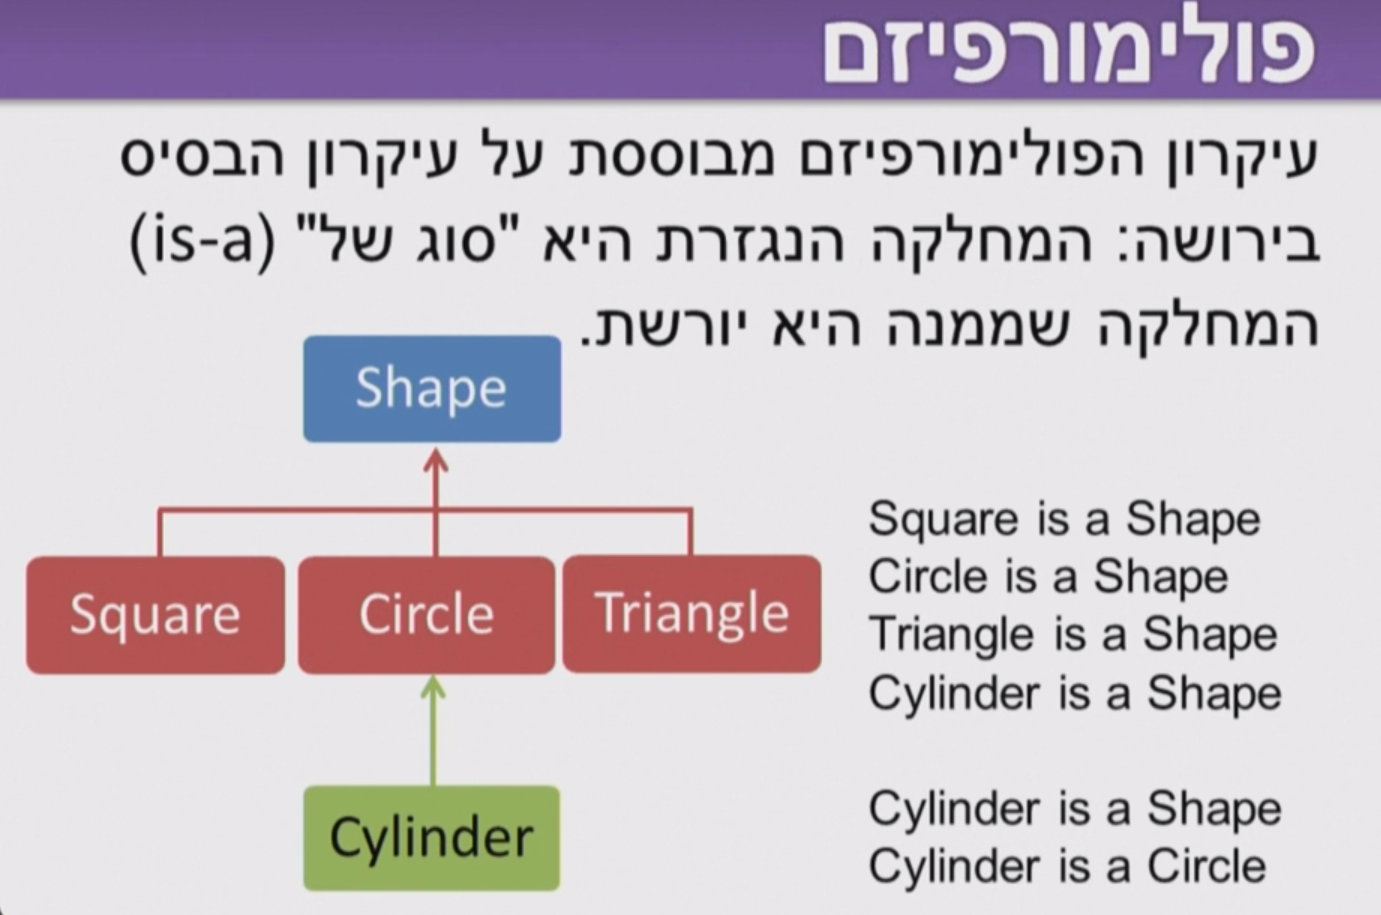 פולימורפיזם
עיקרון הפולימורפיזם מבוססת על עיקרון הבסיס
בירושה: המחלקה הנגזרת היא "סוג של" (is-a)
המחלקה שממנה היא יורשת.
Shape
Square
Circle
Triangle
Cylinder
Square is a Shape
Circle is a Shape
Triangle is a Shape
Cylinder is a Shape
Cylinder is a Shape
Cylinder is a Circle